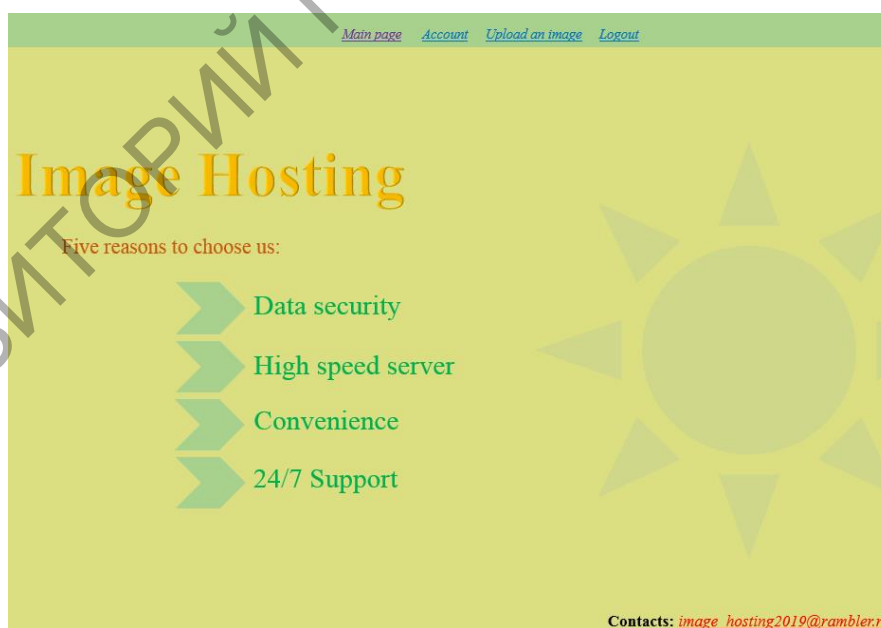 Main page Account Upload an image Logout
Image Hosting
Five reasons to choose us:
Data security
High speed server
Convenience
24/7 Support
Contacts: image_hosting2019@rambler.r